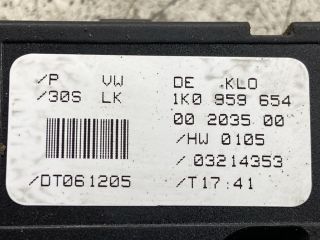 /P VW DE KLO
/30S LK 1K0 959 654
00 2035 00
/HW 0105
/ 03214353
/DT061205 /T17:41